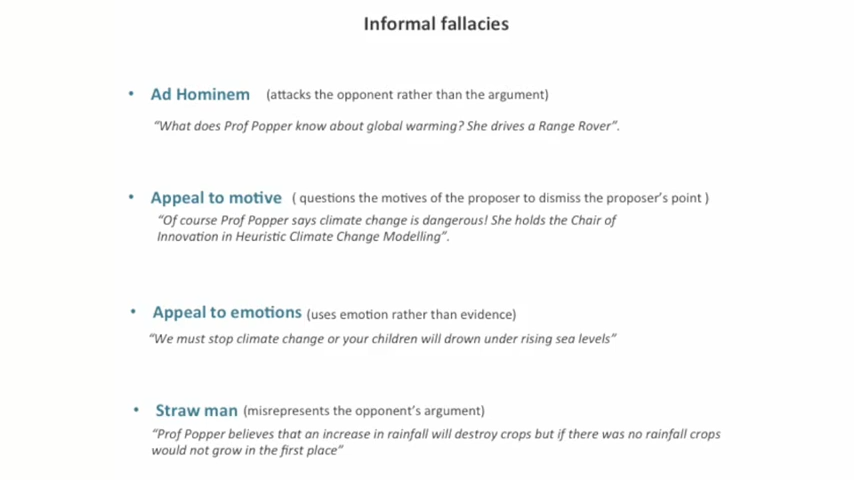 Informal fallacies
• Ad Hominem (attacks the opponent rather than the argument)
“What does Prof Popper know about global warming? She drives a Range Rover”.
• Appeal to motive ( questions the motives of the proposer to dismiss the proposer’s point )
“Of course Prof Popper says climate change is dangerous! She holds the Chair of
Innovation in Heuristic Climate Change Modelling”.
• Appeal to emotions (uses emotion rather than evidence)
“We must stop climate change or your children will drown under rising sea levels”
• Straw man (misrepresents the opponent’s argument)
“Prof Popper believes that an increase in rainfall will destroy crops but if there was no rainfall crops
would not grow in the first place”